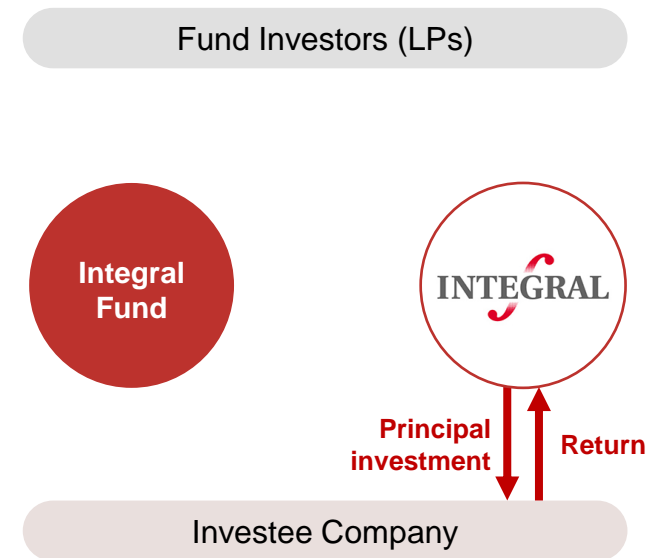 Fund Investors (LPs)
Integral
Fund
INTEGRAL
Principal
investment
Return
Investee Company